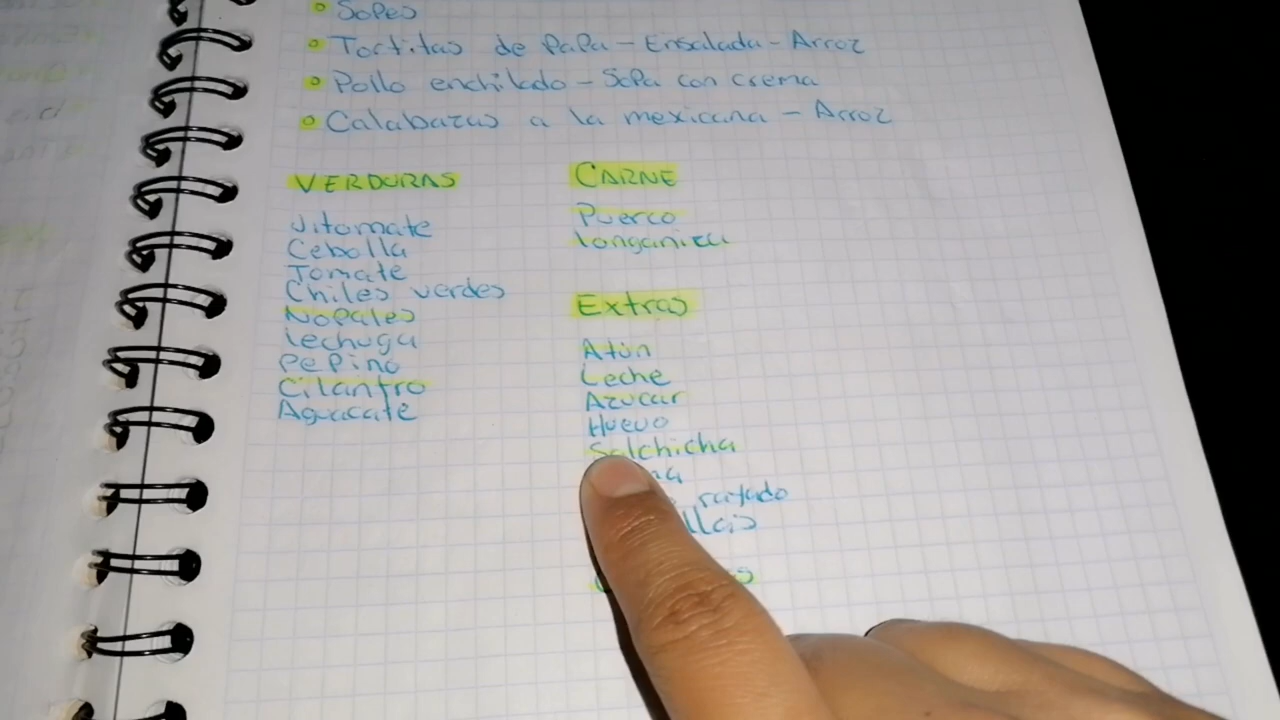 Sopes
Tortitas de papa - Ensalada - Arroz
Pollo enchilado - Sopa con crema
Calabazas a la mexicana - Arroz
VERDURAS
Jitomate
Cebolla
Tomate
Chiles verdes
Nopales
Lechuga
Pepino
Cilantro
Aguacate
CARNE
Puerco
Longaniza
Extras
Atún
Leche
Azucar
Huevo
Salchicha
rayado